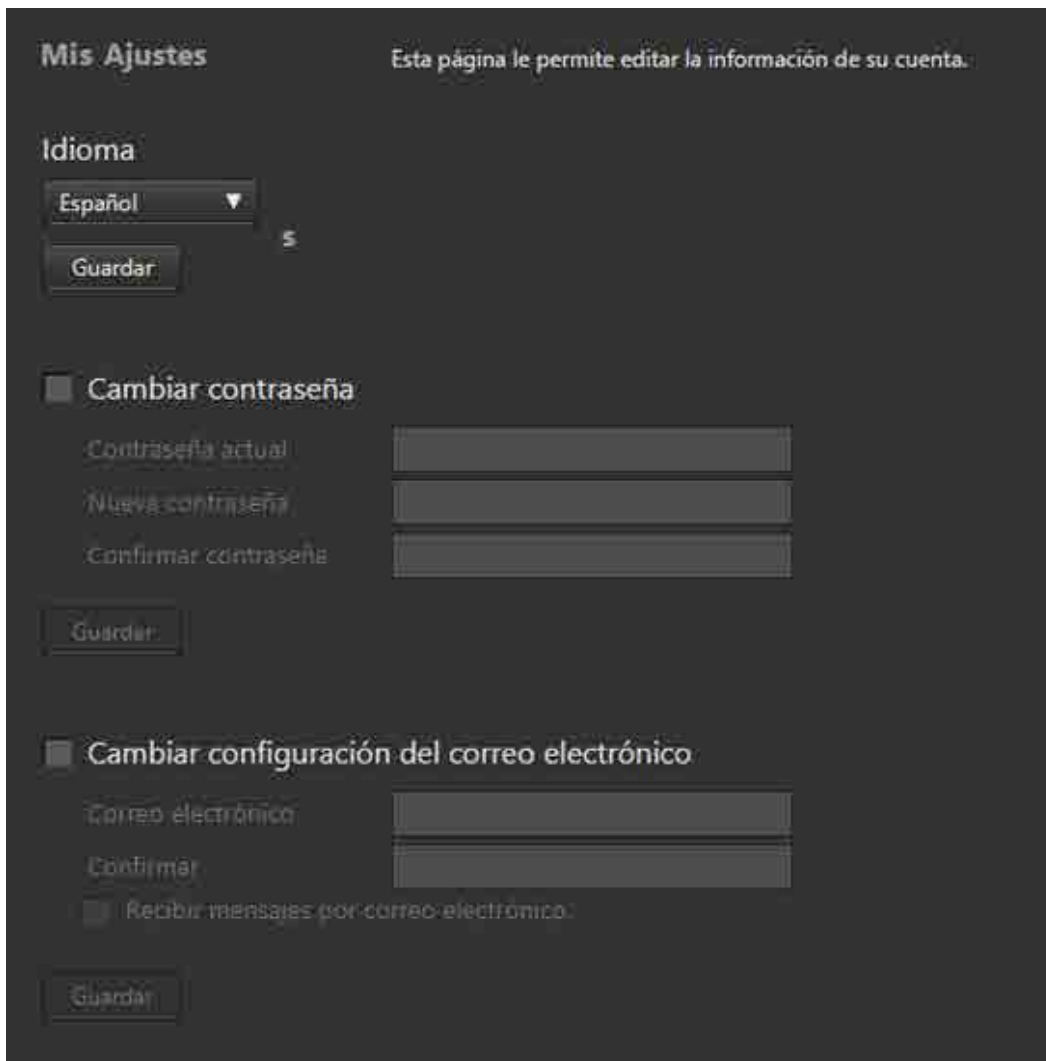 Mis Ajustes
Esta página le permite editar la información de su cuenta.
Idioma
Español
s
Guardar
Cambiar contraseña
Contraseña actual
Nueva contraseña
Confirmar contraseña
Guardar
Cambiar configuración del correo electrónico
Correo electrónico
Confirmar
Recibir mensajes por correo electrónico.
Guardar